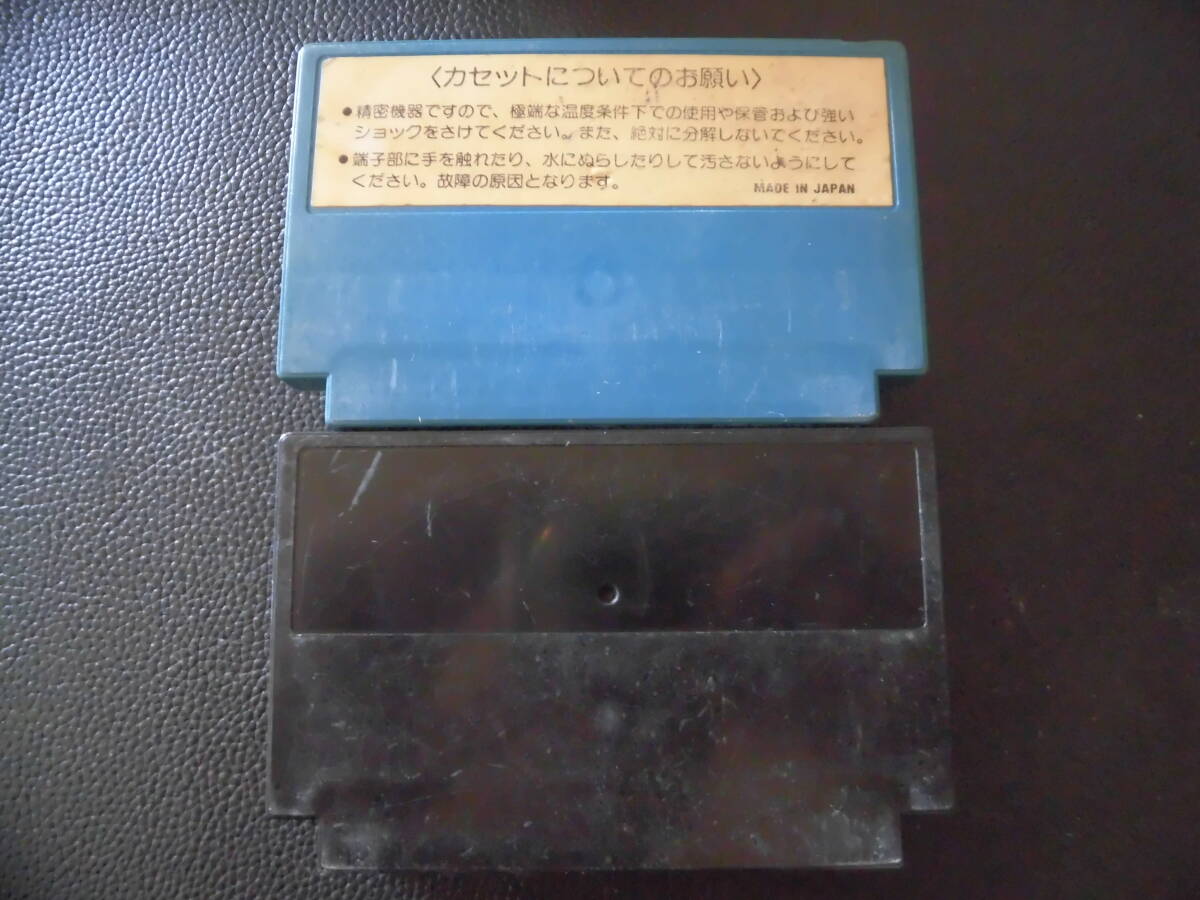 〈カセットについてのお願い〉
●精密機器ですので、極端な温度条件下での使用や保管および強い
ショックをさけてください。また、絶対に分解しないでください。
●端子部に手を触れたり、水にぬらしたりして汚さないようにして
ください。故障の原因となります。 MADE IN JAPAN